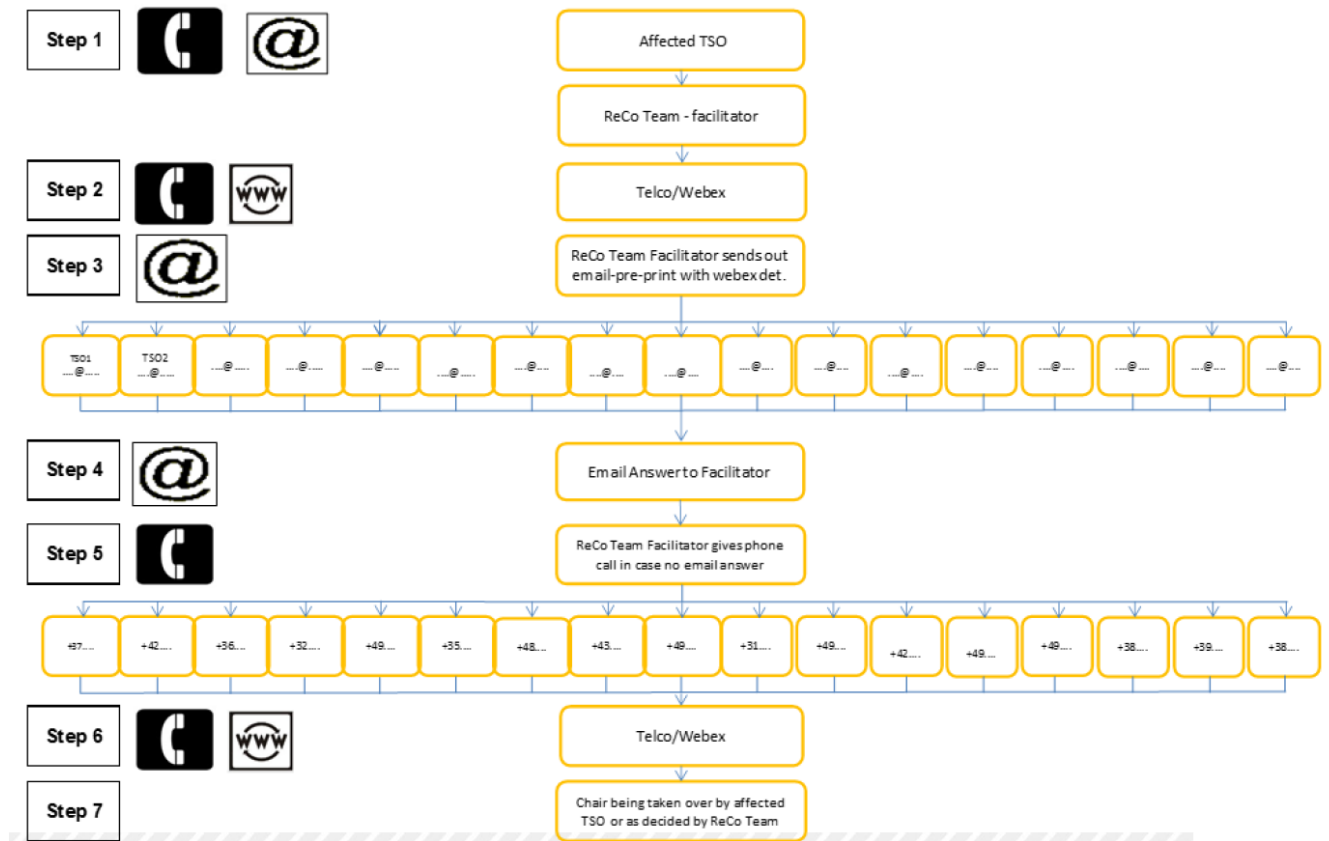 Step 1
@
Affected TSO
ReCo Team - facilitator
Step 2
WWW
Telco/Webex
Step 3
@
ReCo Team Facilitator sends out
email-pre-print with webex det.
TSO1
....@.....
TSO2
....@.....
....@.....
....@.....
....@.....
....@.....
....@....
....@....
....@....
....@....
....@....
....@....
....@....
....@....
....@....
....@....
....@....
Step 4
@
Email Answer to Facilitator
Step 5
ReCo Team Facilitator gives phone
call in case no email answer
+37....
+42....
+36....
+32....
+49....
+35....
+48....
+43....
+49....
+31....
+49....
+42....
+49....
+49....
+38....
+39....
+38....
Step 6
WWW
Telco/Webex
Step 7
Chair being taken over by affected
TSO or as decided by ReCo Team